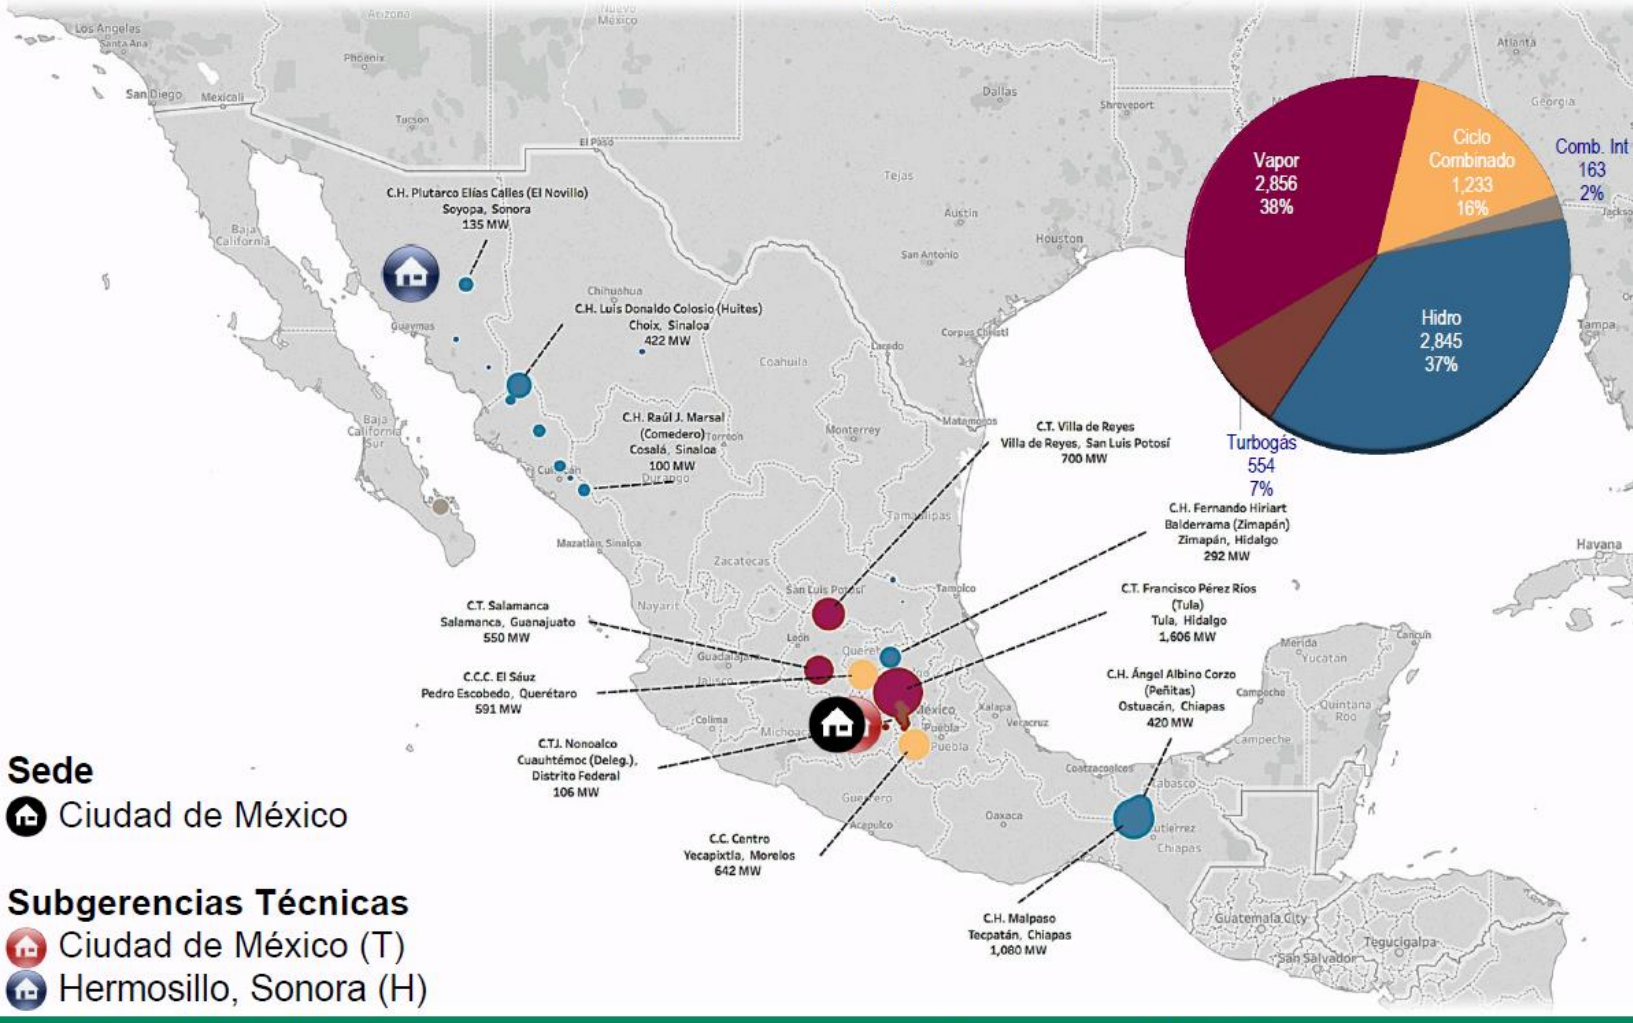 Arizona
Nuevo
México
Los Angeles
Santa Ana
Phoenix
San Diego
Mexicali
Tucson
El Paso
Dallas
Shreveport
Atlanta
Georgia
Tejas
Austin
Houston
San Antonio
Corpus Christi
Laredo
Matamoros
Tampa
Havana
Baja
California
Guaymas
Chihuahua
Coahuila
Monterrey
Torreón
Durango
Baja
California
Sur
Mazatlán, Sinaloa
Zacatecas
Tamaulipas
San Luis Potosí
Tampico
Nayarit
León
Guadalajara
Jalisco
Colima
México
Puebla
Puebla
Xalapa
Veracruz
Guerrero
Acapulco
Oaxaca
Coatzacoalcos
Tabasco
Chiapas
Campeche
Campeche
Mérida
Yucatán
Cancún
Quintana
Roo
Guatemala City
San Salvador
Tegucigalpa
C.H. Plutarco Elías Calles (El Novillo)
Soyopa, Sonora
135 MW
C.H. Luis Donaldo Colosio (Huites)
Choix, Sinaloa
422 MW
C.H. Raúl J. Marsal
(Comedero)
Cosalá, Sinaloa
100 MW
C.T. Villa de Reyes
Villa de Reyes, San Luis Potosí
700 MW
C.H. Fernando Hiriart
Balderrama (Zimapán)
Zimapán, Hidalgo
292 MW
C.T. Francisco Pérez Ríos
(Tula)
Tula, Hidalgo
1,606 MW
C.H. Ángel Albino Corzo
(Peñitas)
Ostuacán, Chiapas
420 MW
C.T. Salamanca
Salamanca, Guanajuato
550 MW
C.C.C. El Sáuz
Pedro Escobedo, Querétaro
591 MW
C.TJ. Nonoalco
Cuauhtémoc (Deleg.),
Distrito Federal
106 MW
C.C. Centro
Yecapixtla, Morelos
642 MW
C.H. Malpaso
Tecpatán, Chiapas
1,080 MW
Vapor
2,856
38%
Ciclo
Combinado
1,233
16%
Comb. Int
163
2%
Hidro
2,845
37%
Turbogás
554
7%
Sede
Ciudad de México
Subgerencias Técnicas
Ciudad de México (T)
Hermosillo, Sonora (H)